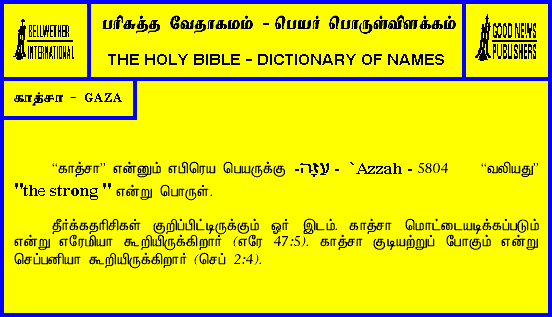 BELLWETHER
INTERNATIONAL
பரிசுத்த வேதாகமம் - பெயர் பொருள்விளக்கம்
THE HOLY BIBLE - DICTIONARY OF NAMES
GOOD NEWS
PUBLISHERS
காத்சா - GAZA
“காத்சா” என்னும் எபிரெய பெயருக்கு -עַזָּה - `Azzah - 5804 “வலியது”
"the strong " என்று பொருள்.
தீர்க்கதரிசிகள் குறிப்பிட்டிருக்கும் ஓர் இடம். காத்சா மொட்டையடிக்கப்படும்
என்று எரேமியா கூறியிருக்கிறார் (எரே 47:5). காத்சா குடியற்றுப் போகும் என்று
செப்பனியா கூறியிருக்கிறார் (செப் 2:4).